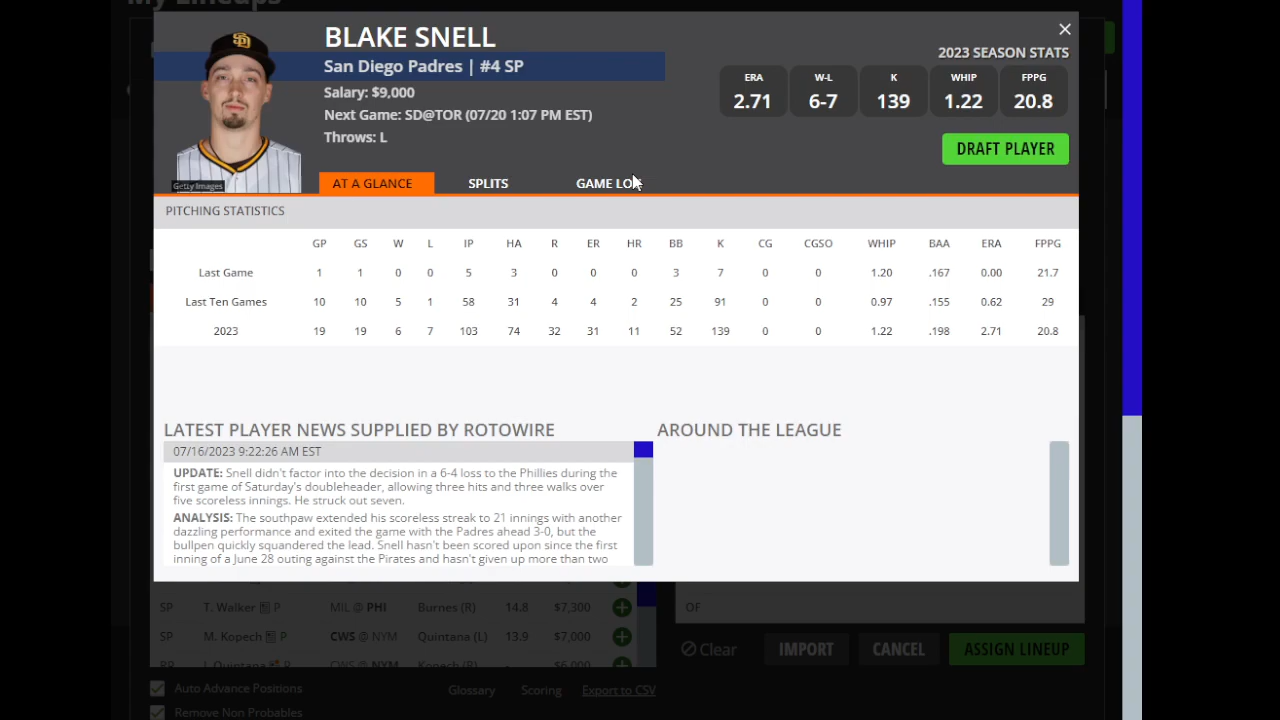 BLAKE SNELL
San Diego Padres | #4 SP
Salary: $9,000
Next Game: SD@TOR (07/20 1:07 PM EST)
Throws: L
Getty Images
2023 SEASON STATS
ERA W-L K WHIP FPPG
2.71 6-7 139 1.22 20.8
DRAFT PLAYER
AT A GLANCE SPLITS GAME LOG
PITCHING STATISTICS
GP GS W L IP HA R ER HR BB K CG CGSO WHIP BAA ERA FPPG
Last Game 1 1 0 0 5 3 0 0 0 3 7 0 0 1.20 .167 0.00 21.7
Last Ten Games 10 10 5 1 58 31 4 4 2 25 91 0 0 0.97 .155 0.62 29
2023 19 19 6 7 103 74 32 31 11 52 139 0 0 1.22 .198 2.71 20.8
LATEST PLAYER NEWS SUPPLIED BY ROTOWIRE
07/16/2023 9:22:26 AM EST
UPDATE: Snell didn't factor into the decision in a 6-4 loss to the Phillies during the
first game of Saturday's doubleheader, allowing three hits and three walks over
five scoreless innings. He struck out seven.
ANALYSIS: The southpaw extended his scoreless streak to 21 innings with another
dazzling performance and exited the game with the Padres ahead 3-0, but the
bullpen quickly squandered the lead. Snell hasn't been scored upon since the first
inning of a June 28 outing against the Pirates and hasn't given up more than two
AROUND THE LEAGUE
SP T. Walker P MIL @ PHI Burnes (R) 14.8 $7,300
SP M. Kopech P CWS @ NYM Quintana (L) 13.9 $7,000
RP J. Quintana P CWS @ NYM Kopech (R) - $6,000
OF
Clear IMPORT CANCEL ASSIGN LINEUP
Auto Advance Positions
Glossary Scoring Export to CSV
Remove Non Probables